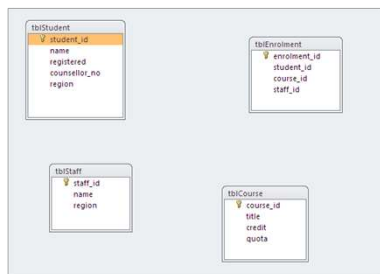 tblStudent
student_id
name
registered
counsellor_no
region
tblEnrolment
enrolment_id
student_id
course_id
staff_id
tblStaff
staff_id
name
region
tblCourse
course_id
title
credit
quota